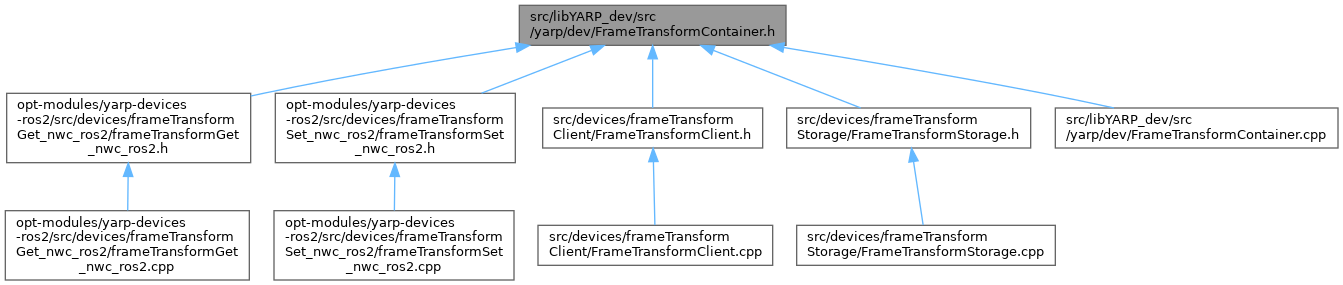 src/libYARP_dev/src
/yarp/dev/FrameTransformContainer.h
opt-modules/yarp-devices
-ros2/src/devices/frameTransform
Get_nwc_ros2/frameTransformGet
_nwc_ros2.h
opt-modules/yarp-devices
-ros2/src/devices/frameTransform
Set_nwc_ros2/frameTransformSet
_nwc_ros2.h
src/devices/frameTransform
Client/FrameTransformClient.h
src/devices/frameTransform
Storage/FrameTransformStorage.h
src/libYARP_dev/src
/yarp/dev/FrameTransformContainer.cpp
opt-modules/yarp-devices
-ros2/src/devices/frameTransform
Get_nwc_ros2/frameTransformGet
_nwc_ros2.cpp
opt-modules/yarp-devices
-ros2/src/devices/frameTransform
Set_nwc_ros2/frameTransformSet
_nwc_ros2.cpp
src/devices/frameTransform
Client/FrameTransformClient.cpp
src/devices/frameTransform
Storage/FrameTransformStorage.cpp